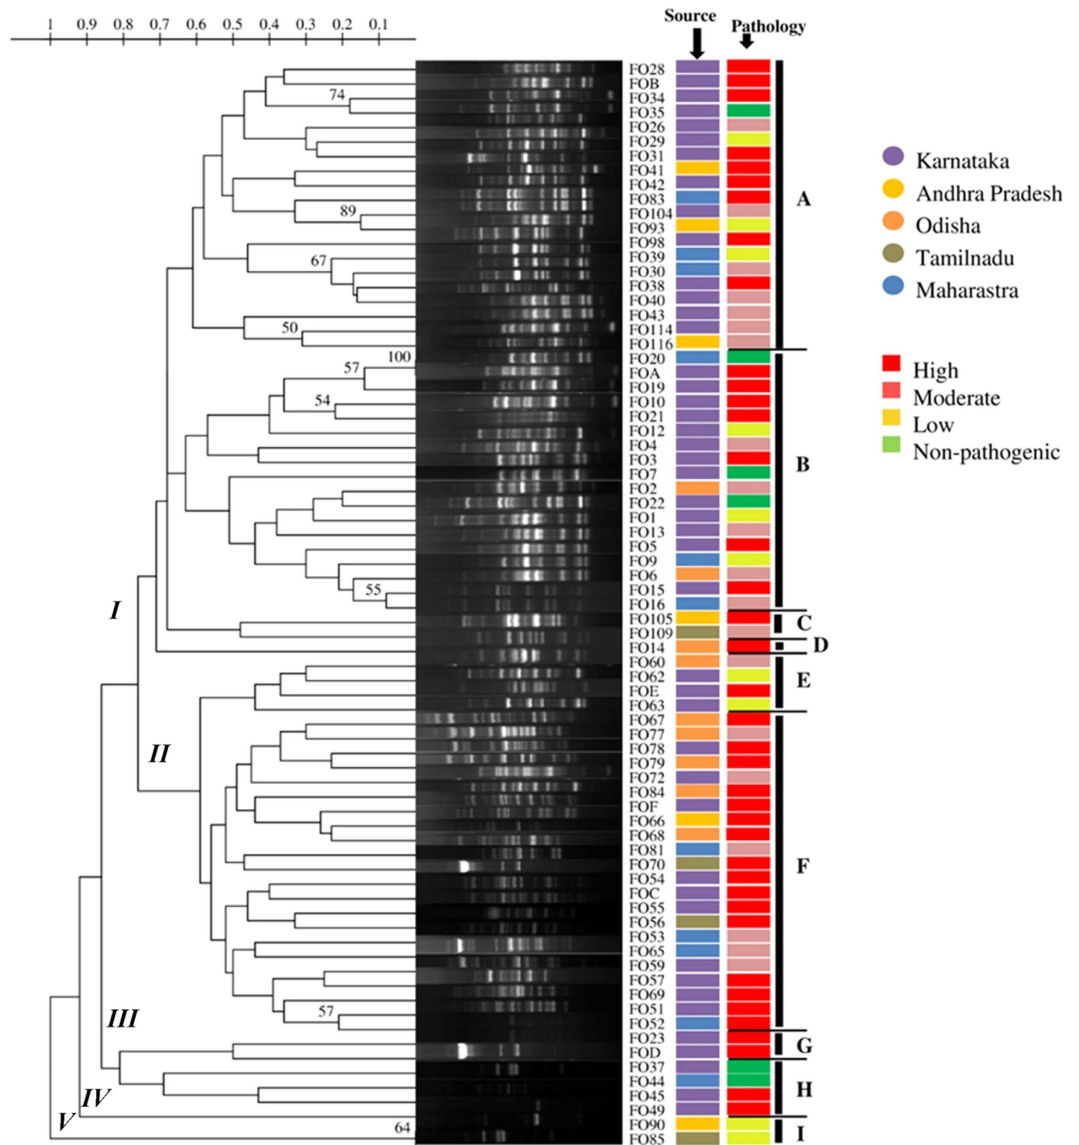 Source
Pathology
1 0.9 0.8 0.7 0.6 0.5 0.4 0.3 0.2 0.1
FO28
FOB
FO34
74
FO35
FO26
FO29
FO31
FO41
FO42
FO83
A
FO104
89
FO93
FO98
FO39
67
FO30
FO38
FO40
FO43
FO114
50
FO116
100
FO20
57
FOA
FO19
54
FO10
FO21
FO12
FO4
FO3
B
FO7
FO2
FO22
FO1
FO13
FO5
FO9
FO6
55
FO15
FO16
I
FO105
C
FO109
FO14
D
FO60
FO62
E
FOE
FO63
FO67
FO77
II
FO78
FO79
FO72
FO84
FOF
FO66
FO68
FO81
FO70
F
FO54
FOC
FO55
FO56
FO53
FO65
FO59
FO57
FO69
FO51
57
FO52
III
FO23
G
FOD
FO37
FO44
H
FO45
IV
FO49
V
64
FO90
I
FO85
Karnataka
Andhra Pradesh
Odisha
Tamilnadu
Maharastra
High
Moderate
Low
Non-pathogenic